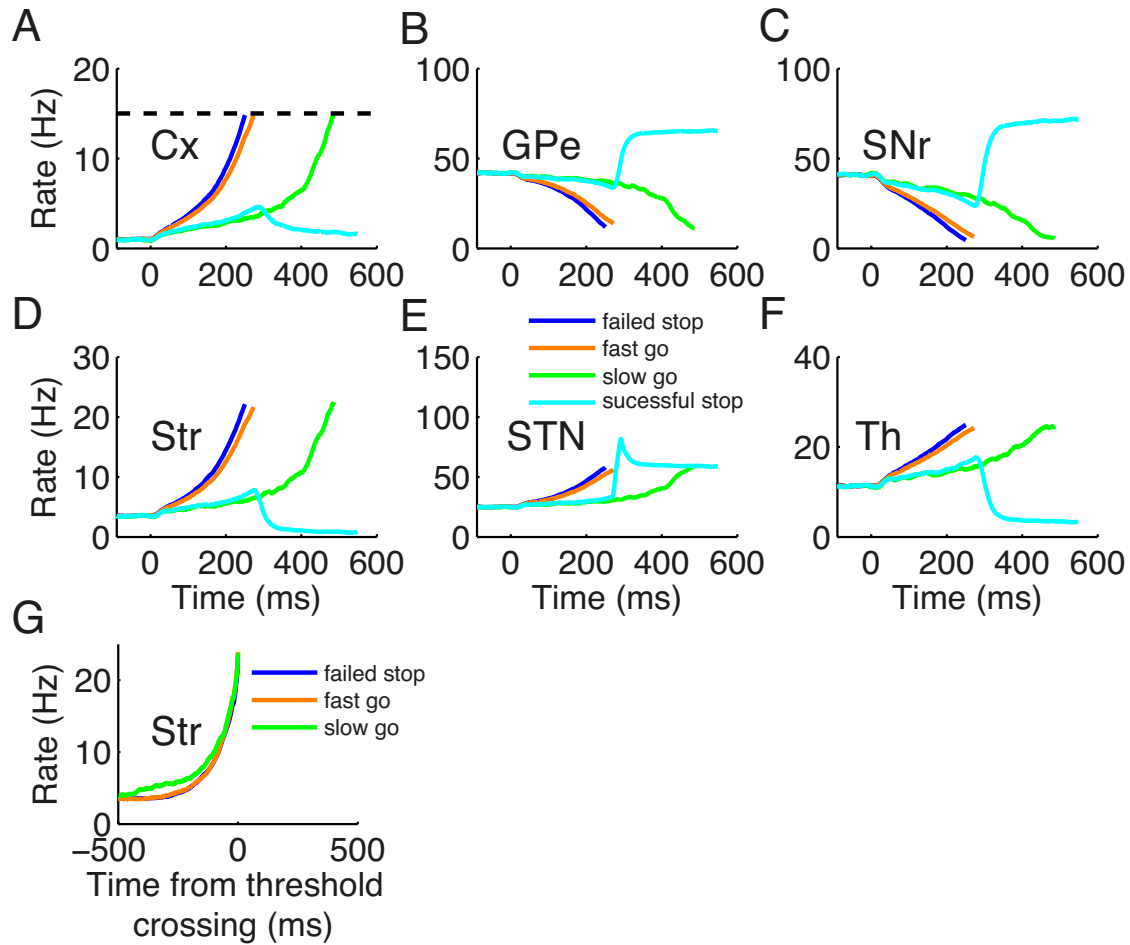 A
B
C
20
10
0
Rate (Hz)
Cx
0 200 400 600
100
50
0
GPe
0 200 400 600
100
50
0
SNr
0 200 400 600
D
E
F
30
20
10
0
Rate (Hz)
Str
0 200 400 600
Time (ms)
150
100
50
0
failed stop
fast go
slow go
sucessful stop
STN
0 200 400 600
Time (ms)
40
20
0
Th
0 200 400 600
Time (ms)
G
20
10
0
Rate (Hz)
Str
failed stop
fast go
slow go
−500 0 500
Time from threshold
crossing (ms)